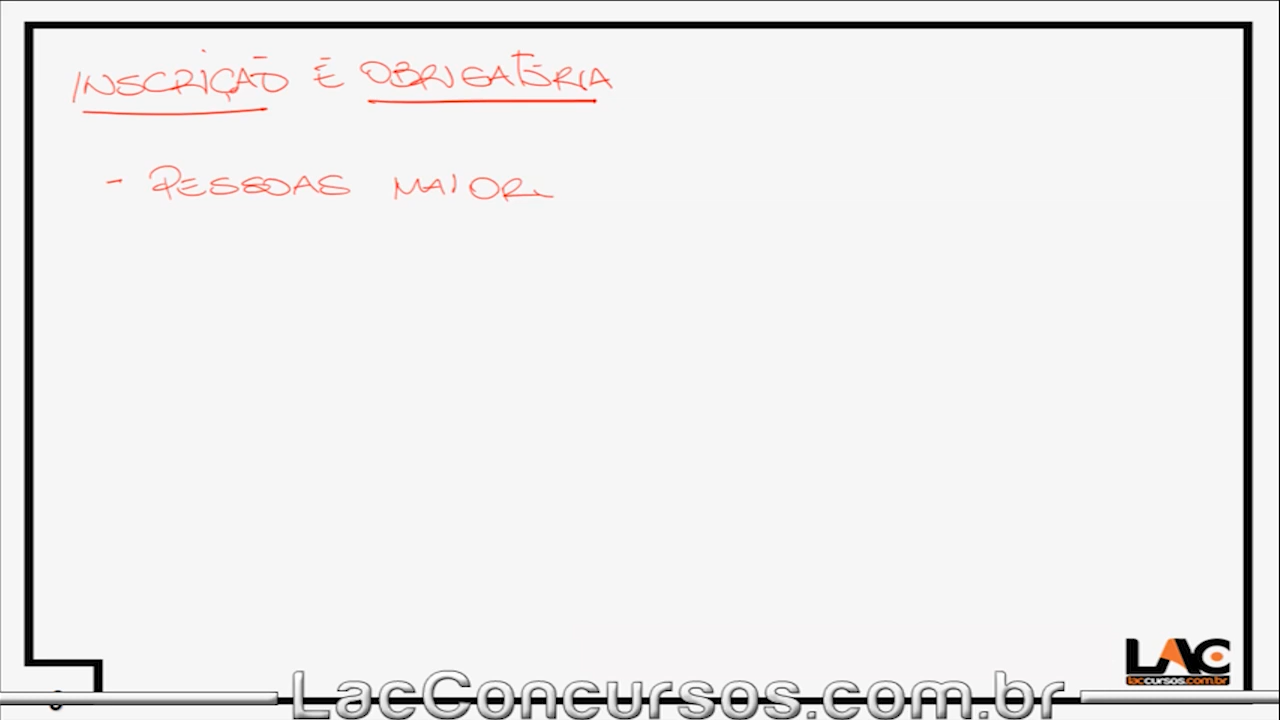 INSCRIÇÃO É OBRIGATÓRIA
- PESSOAS MAIOR
LAC
laccursos.com.br
LacConcursos.com.br